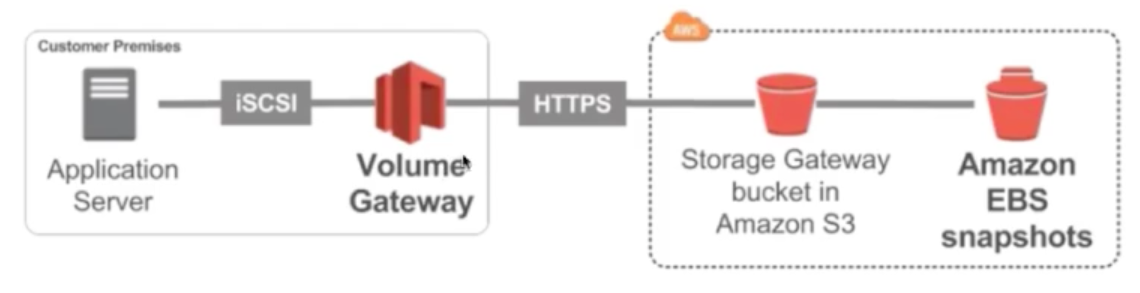 Customer Premises
AWS
iSCSI
HTTPS
Application
Server
Volume
Gateway
Storage Gateway
bucket in
Amazon S3
Amazon
EBS
snapshots